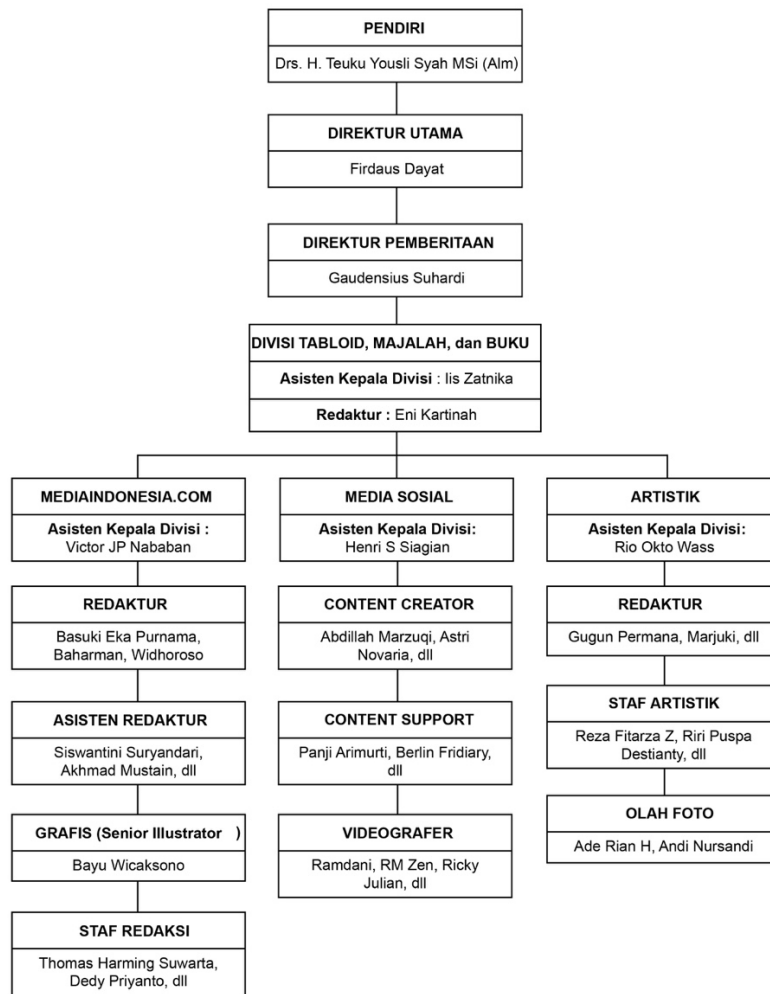 PENDIRI
Drs. H. Teuku Yousli Syah MSi (Alm)
DIREKTUR UTAMA
Firdaus Dayat
DIREKTUR PEMBERITAAN
Gaudensius Suhardi
DIVISI TABLOID, MAJALAH, dan BUKU
Asisten Kepala Divisi : Iis Zatnika
Redaktur : Eni Kartinah
MEDIAINDONESIA.COM
Asisten Kepala Divisi :
Victor JP Nababan
REDAKTUR
Basuki Eka Purnama,
Baharman, Widhoroso
ASISTEN REDAKTUR
Siswantini Suryandari,
Akhmad Mustain, dll
GRAFIS (Senior Illustrator )
Bayu Wicaksono
STAF REDAKSI
Thomas Harming Suwarta,
Dedy Priyanto, dll
MEDIA SOSIAL
Asisten Kepala Divisi:
Henri S Siagian
CONTENT CREATOR
Abdillah Marzuqi, Astri
Novaria, dll
CONTENT SUPPORT
Panji Arimurti, Berlin Fridiary,
dll
VIDEOGRAFER
Ramdani, RM Zen, Ricky
Julian, dll
ARTISTIK
Asisten Kepala Divisi:
Rio Okto Wass
REDAKTUR
Gugun Permana, Marjuki, dll
STAF ARTISTIK
Reza Fitarza Z, Riri Puspa
Destianty, dll
OLAH FOTO
Ade Rian H, Andi Nursandi